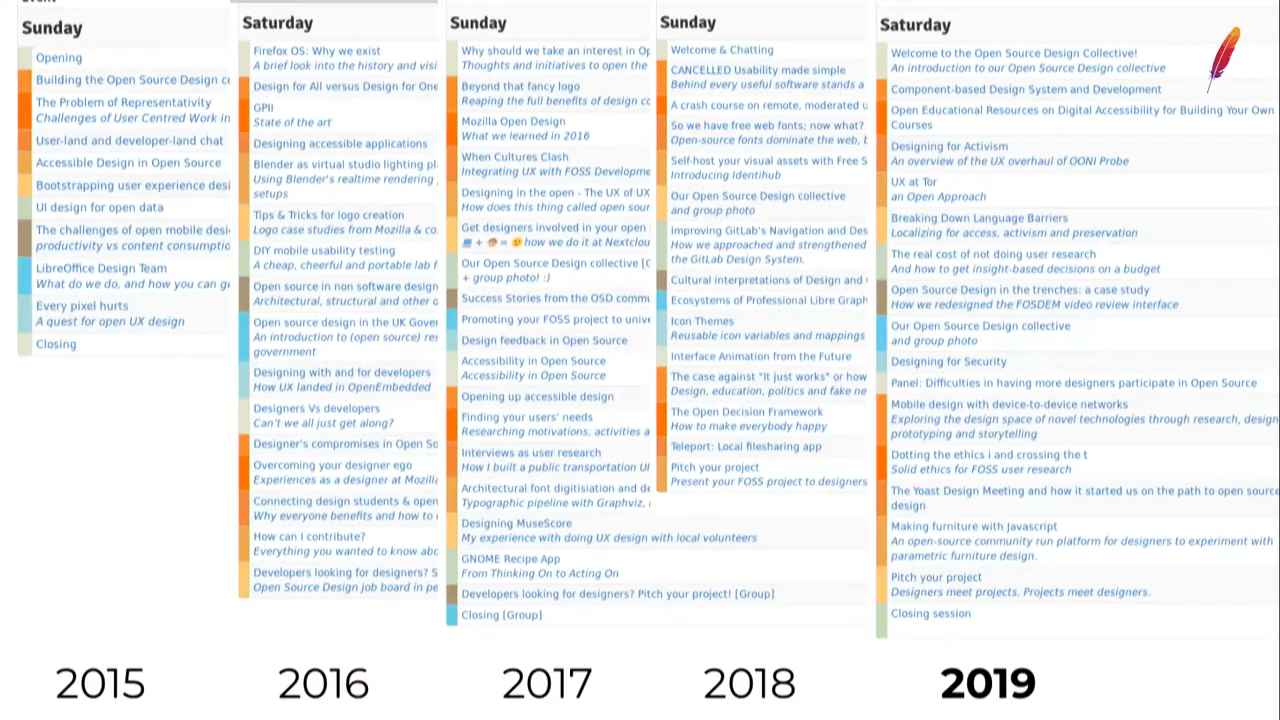 Sunday
Opening
Building the Open Source Design
The Problem of Representativity
Challenges of User Centred Work in
User-land and developer-land chat
Accessible Design in Open Source
Bootstrapping user experience
UI design for open data
The challenges of open mobile
productivity vs content
LibreOffice Design Team
What do we do, and how you can
Every pixel hurts
A quest for open UX design
Closing
2015
Saturday
Firefox OS: Why we exist
A brief look into the history and
Design for All versus Design for One
GPII
State of the art
Designing accessible applications
Blender as virtual studio lighting
Using Blender's realtime rendering
setups
Tips & Tricks for logo creation
Logo case studies from Mozilla & co.
DIY mobile usability testing
A cheap, cheerful and portable lab
Open source in non software design
Architectural, structural and other
Open source design in the UK
An introduction to (open source)
government
Designing with and for developers
How UX landed in OpenEmbedded
Designers Vs developers
Can't we all just get along?
Designer's compromises in Open
Overcoming your designer ego
Experiences as a designer at Mozilla
Connecting design students & open
Why everyone benefits and how to
How can I contribute?
Everything you wanted to know
Developers looking for designers?
Open Source Design job board in
2016
Sunday
Why should we take an interest in
Thoughts and initiatives to open the
Beyond that fancy logo
Reaping the full benefits of design
Mozilla Open Design
What we learned in 2016
When Cultures Clash
Integrating UX with FOSS
Designing in the open - The UX of UX
How does this thing called open
Get designers involved in your open
how we do it at
Our Open Source Design collective
+ group photo! :)
Success Stories from the OSD
Promoting your FOSS project to
Design feedback in Open Source
Accessibility in Open Source
Accessibility in Open Source
Opening up accessible design
Finding your users' needs
Researching motivations, activities
Interviews as user research
How I built a public transportation
Architectural font digitisiation and
Typographic pipeline with Graphviz,
Designing MuseScore
My experience with doing UX design with local volunteers
GNOME Recipe App
From Thinking On to Acting On
Developers looking for designers? Pitch your project! [Group]
Closing [Group]
2017
Sunday
Welcome & Chatting
CANCELLED Usability made simple
Behind every useful software stands a
A crash course on remote, moderated
So we have free web fonts; now what?
Open-source fonts dominate the web,
Self-host your visual assets with Free
Introducing Identihub
Our Open Source Design collective
and group photo
Improving GitLab's Navigation and
How we approached and strengthened
the GitLab Design System.
Cultural interpretations of Design and
Ecosystems of Professional Libre
Icon Themes
Reusable icon variables and mappings
Interface Animation from the Future
The case against "It just works" or how
Design, education, politics and fake
The Open Decision Framework
How to make everybody happy
Teleport: Local filesharing app
Pitch your project
Present your FOSS project to designers
2018
Saturday
Welcome to the Open Source Design Collective!
An introduction to our Open Source Design collective
Component-based Design System and Development
Open Educational Resources on Digital Accessibility for Building Your Own
Courses
Designing for Activism
An overview of the UX overhaul of OONI Probe
UX at Tor
an Open Approach
Breaking Down Language Barriers
Localizing for access, activism and preservation
The real cost of not doing user research
And how to get insight-based decisions on a budget
Open Source Design in the trenches: a case study
How we redesigned the FOSDEM video review interface
Our Open Source Design collective
and group photo
Designing for Security
Panel: Difficulties in having more designers participate in Open Source
Mobile design with device-to-device networks
Exploring the design space of novel technologies through research, design
prototyping and storytelling
Dotting the ethics i and crossing the t
Solid ethics for FOSS user research
The Yoast Design Meeting and how it started us on the path to open source
design
Making furniture with Javascript
An open-source community run platform for designers to experiment with
parametric furniture design.
Pitch your project
Designers meet projects. Projects meet designers.
Closing session
2019